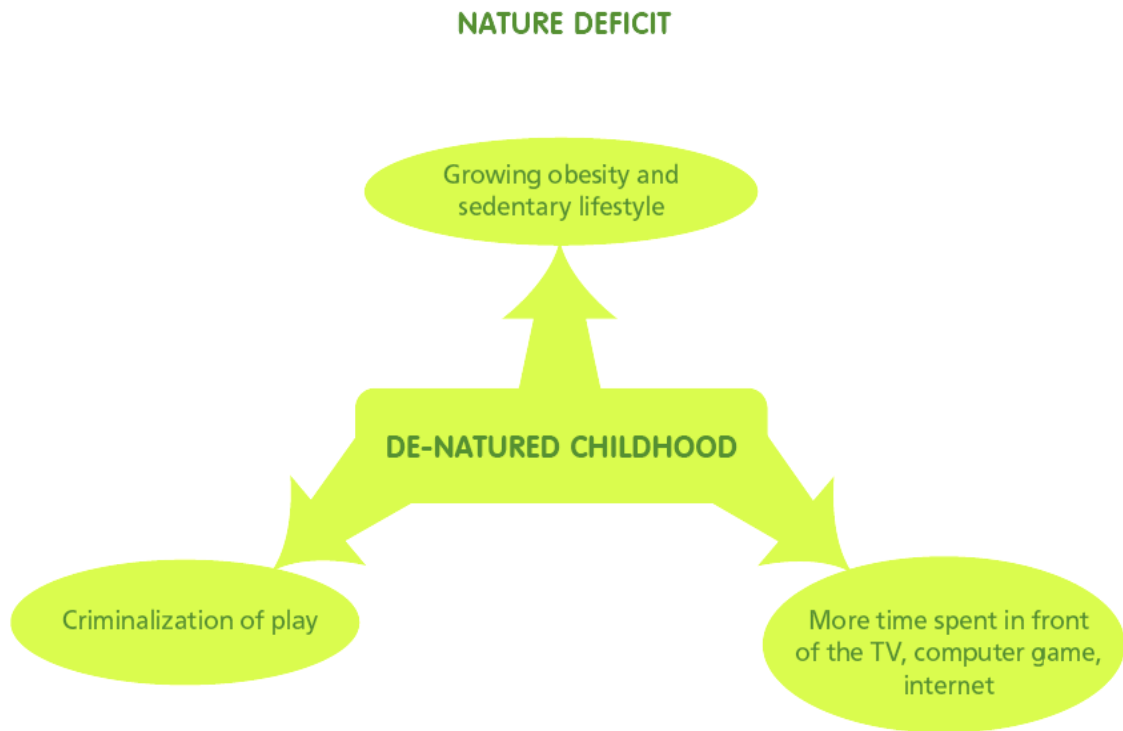 NATURE DEFICIT
Growing obesity and
sedentary lifestyle
DE-NATURED CHILDHOOD
Criminalization of play
More time spent in front
of the TV, computer game,
internet